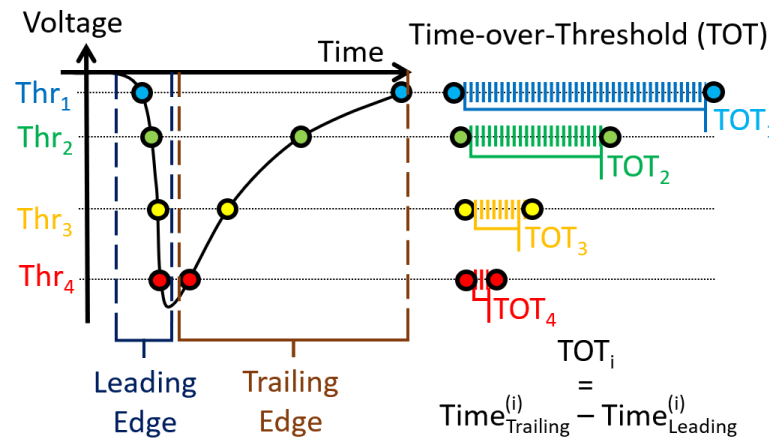 Voltage
Time
Time-over-Threshold (TOT)
Thr₁
TOT
Thr₂
TOT₂
Thr₃
TOT₃
Thr₄
TOT₄
Leading
Edge
Trailing
Edge
TOTᵢ
=
Time⁽ⁱ⁾Trailing − Time⁽ⁱ⁾Leading